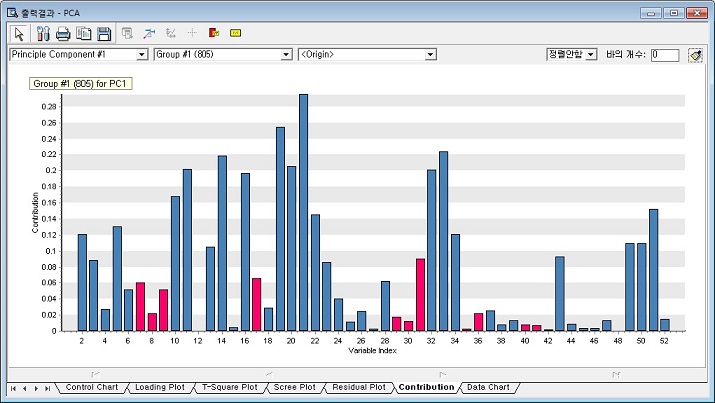 출력결과 - PCA
Principle Component #1 Group #1 (805) <Origin> 정렬안함 바의 개수: 0
Group #1 (805) for PC1
0.28
0.26
0.24
0.22
0.2
0.18
0.16
0.14
0.12
0.1
0.08
0.06
0.04
0.02
0
Contribution
2 4 6 8 10 12 14 16 18 20 22 24 26 28 30 32 34 36 38 40 42 44 46 48 50 52
Variable Index
Control Chart Loading Plot T-Square Plot Scree Plot Residual Plot Contribution Data Chart